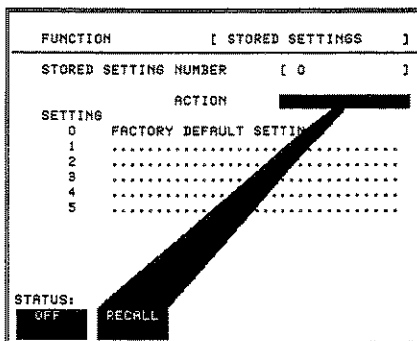 FUNCTION [ STORED SETTINGS ]
STORED SETTING NUMBER [ 0 ]
ACTION
SETTING
0 FACTORY DEFAULT SETTIN
1 ....................................
2 ....................................
3 ....................................
4 ....................................
5 ....................................
STATUS:
OFF RECALL